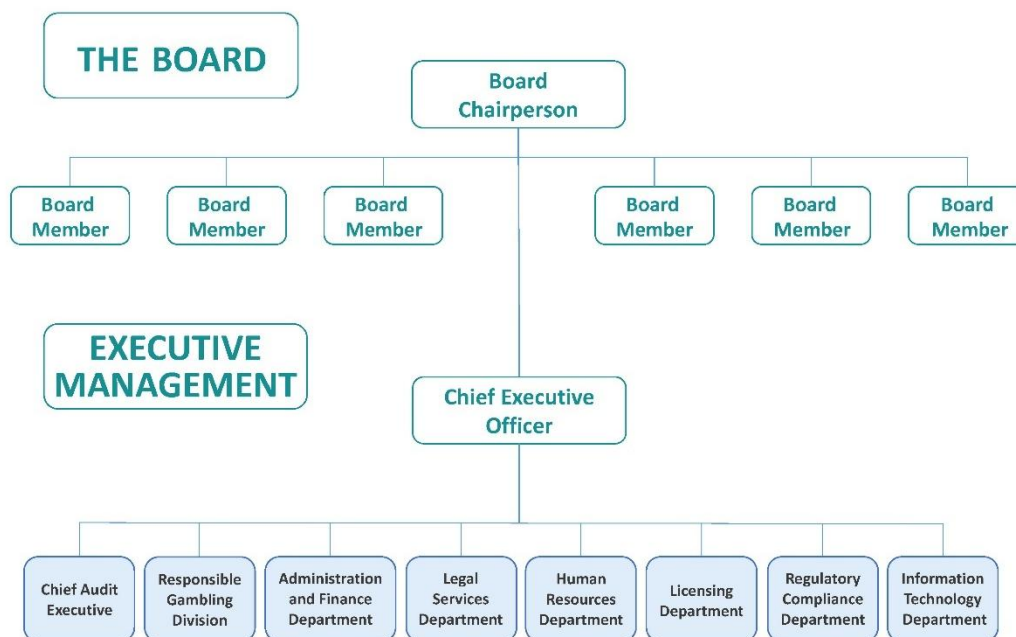 THE BOARD
Board
Chairperson
Board
Member
Board
Member
Board
Member
Board
Member
Board
Member
Board
Member
EXECUTIVE
MANAGEMENT
Chief Executive
Officer
Chief Audit
Executive
Responsible
Gambling
Division
Administration
and Finance
Department
Legal
Services
Department
Human
Resources
Department
Licensing
Department
Regulatory
Compliance
Department
Information
Technology
Department